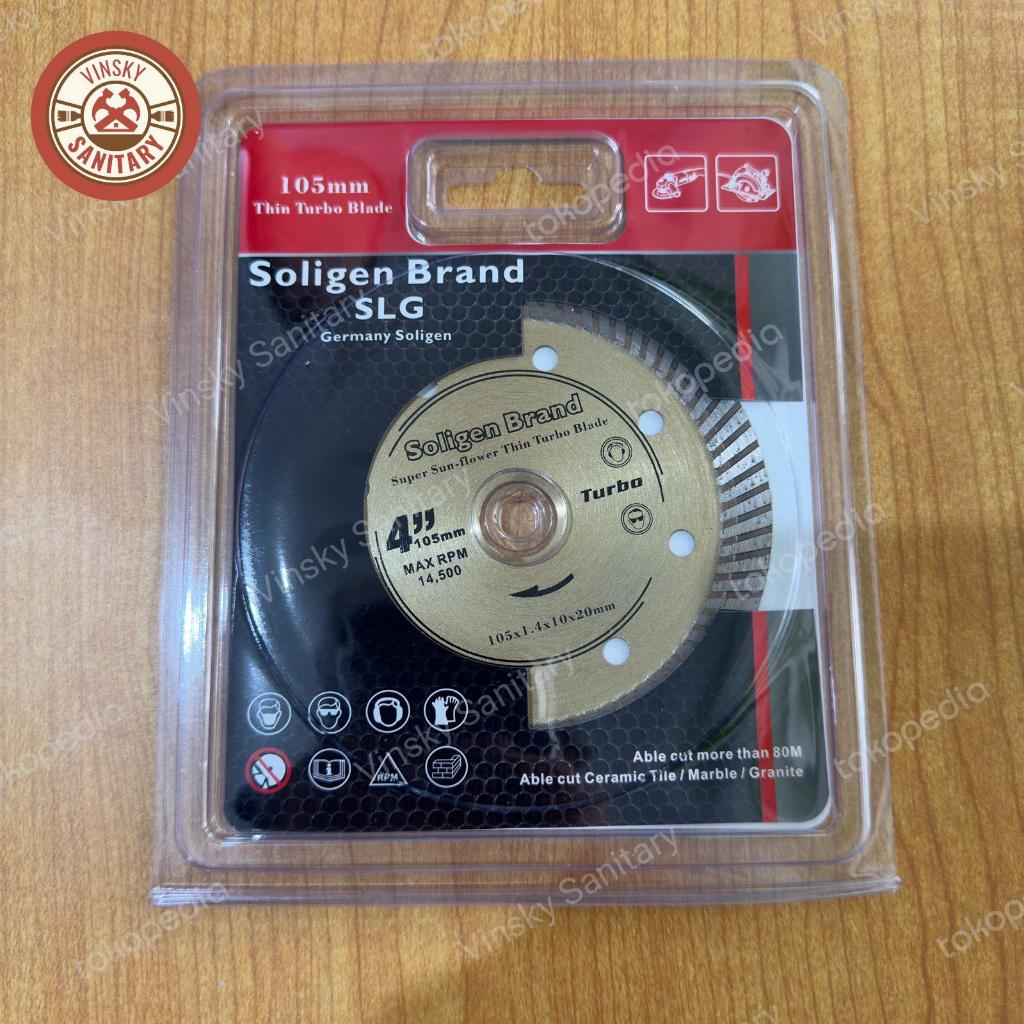 VINSKY
SANITARY
105mm
Thin Turbo Blade
Soligen Brand
SLG
Germany Soligen
Soligen Brand
Super Sun-flower Thin Turbo Blade
Turbo
4”
105mm
MAX RPM
14,500
105x1.4x10x20mm
RPM
Able cut more than 80M
Able cut Ceramic Tile / Marble / Granite
Vinsky Sanitary
tokopedia